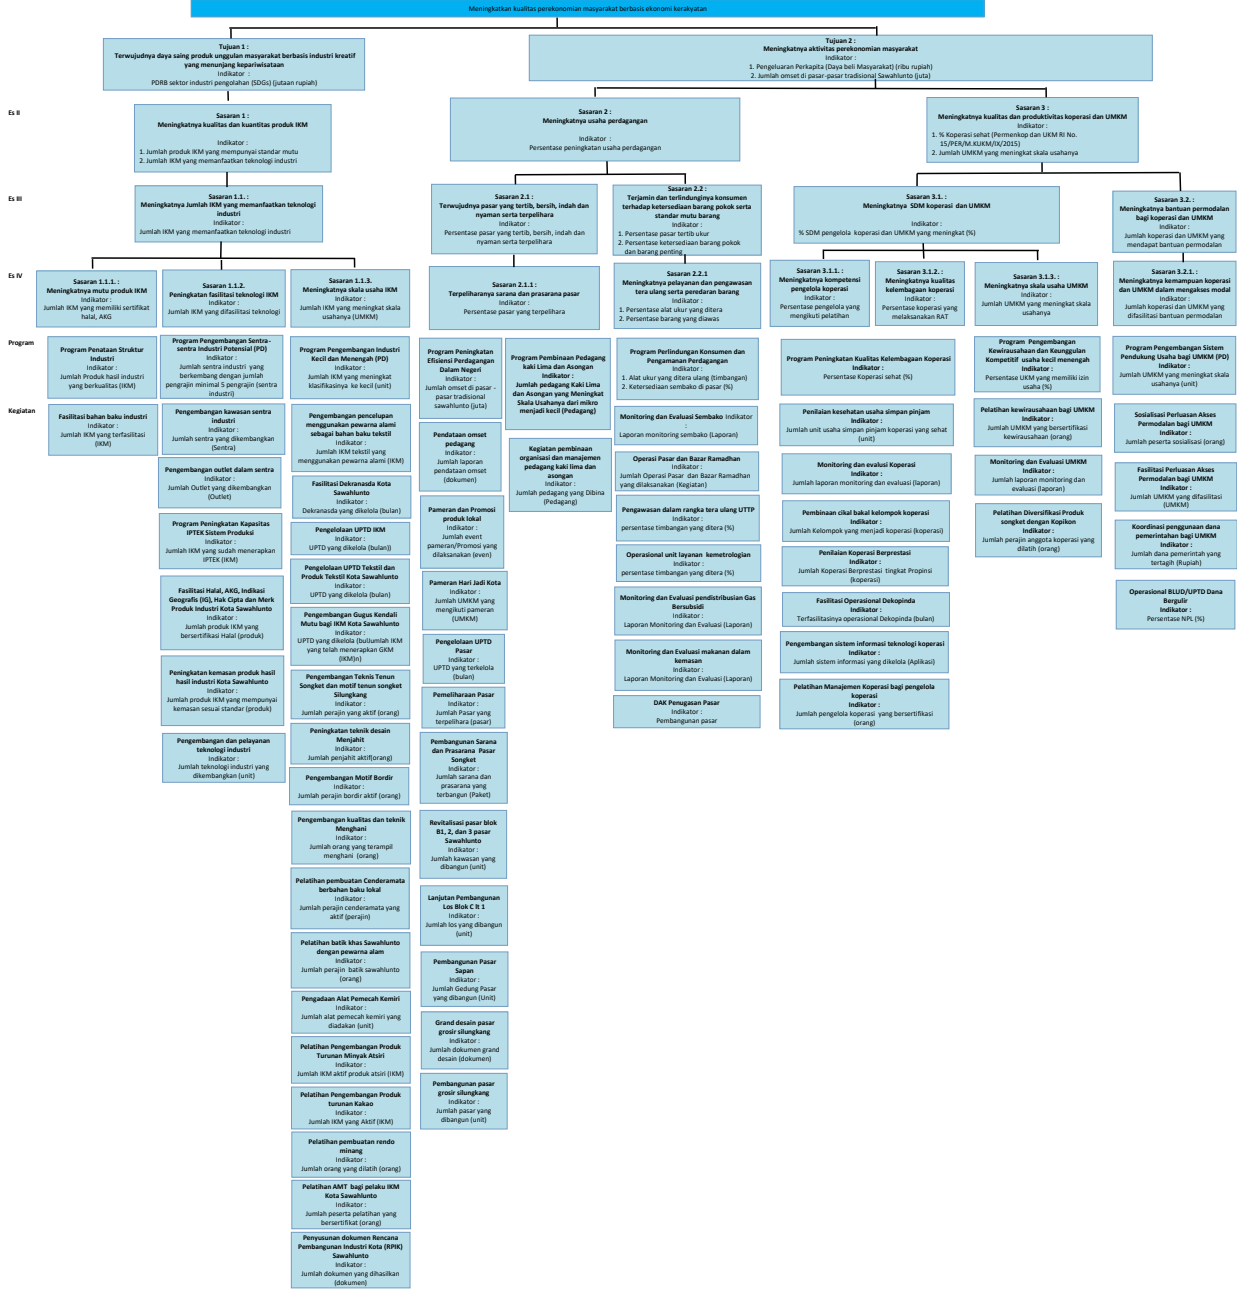 Meningkatkan kualitas perekonomian masyarakat berbasis ekonomi kerakyatan
Tujuan 1 :
Terwujudnya daya saing produk unggulan masyarakat berbasis industri kreatif
yang menunjang kepariwisataan
Indikator :
PDRB sektor industri pengolahan (SDGs) (jutaan rupiah)
Tujuan 2 :
Meningkatnya aktivitas perekonomian masyarakat
Indikator :
1. Pengeluaran Perkapita (Daya beli Masyarakat) (ribu rupiah)
2. Jumlah omset di pasar-pasar tradisional Sawahlunto (juta)
Es II
Sasaran 1 :
Meningkatnya kualitas dan kuantitas produk IKM
Indikator :
1. Jumlah produk IKM yang mempunyai standar mutu
2. Jumlah IKM yang memanfaatkan teknologi industri
Sasaran 2 :
Meningkatnya usaha perdagangan
Indikator :
Persentase peningkatan usaha perdagangan
Sasaran 3 :
Meningkatnya kualitas dan produktivitas koperasi dan UMKM
Indikator :
1. % Koperasi sehat (Permenkop dan UKM RI No.
15/PER/M.KUKM/IX/2015)
2. Jumlah UMKM yang meningkat skala usahanya
Es III
Sasaran 1.1. :
Meningkatnya Jumlah IKM yang memanfaatkan teknologi
industri
Indikator :
Jumlah IKM yang memanfaatkan teknologi industri
Sasaran 2.1 :
Terwujudnya pasar yang tertib, bersih, indah dan
nyaman serta terpelihara
Indikator :
Persentase pasar yang tertib, bersih, indah dan
nyaman serta terpelihara
Sasaran 2.2 :
Terjamin dan terlindunginya konsumen
terhadap ketersediaan barang pokok serta
standar mutu barang
Indikator :
1. Persentase pasar tertib ukur
2. Persentase ketersediaan barang pokok
dan barang penting
Sasaran 3.1. :
Meningkatnya SDM koperasi dan UMKM
Indikator :
% SDM pengelola koperasi dan UMKM yang meningkat (%)
Sasaran 3.2. :
Meningkatnya bantuan permodalan
bagi koperasi dan UMKM
Indikator :
Jumlah koperasi dan UMKM yang
mendapat bantuan permodalan
Es IV
Sasaran 1.1.1. :
Meningkatnya mutu produk IKM
Indikator :
Jumlah IKM yang memiliki sertifikat
halal, AKG
Sasaran 1.1.2. :
Peningkatan fasilitasi teknologi IKM
Indikator :
Jumlah IKM yang difasilitasi teknologi
Sasaran 1.1.3. :
Meningkatnya skala usaha IKM
Indikator :
Jumlah IKM yang meningkat skala
usahanya (UMKM)
Sasaran 2.1.1 :
Terpeliharanya sarana dan prasarana pasar
Indikator :
Persentase pasar yang terpelihara
Sasaran 2.2.1
Meningkatnya pelayanan dan pengawasan
tera ulang serta peredaran barang
Indikator :
1. Persentase alat ukur yang ditera
2. Persentase barang yang diawas
Sasaran 3.1.1. :
Meningkatnya kompetensi
pengelola koperasi
Indikator :
Persentase pengelola yang
mengikuti pelatihan
Sasaran 3.1.2. :
Meningkatnya kualitas
kelembagaan koperasi
Indikator :
Persentase koperasi yang
melaksanakan RAT
Sasaran 3.1.3. :
Meningkatnya skala usaha UMKM
Indikator :
Jumlah UMKM yang meningkat skala
usahanya
Sasaran 3.2.1. :
Meningkatnya kemampuan koperasi
dan UMKM dalam mengakses modal
Indikator :
Jumlah koperasi dan UMKM yang
difasilitasi bantuan permodalan
Program
Program Penataan Struktur
Industri
Indikator :
Jumlah Produk hasil industri
yang berkualitas (IKM)
Program Pengembangan Sentra-
sentra Industri Potensial (PD)
Indikator :
Jumlah sentra industri yang
berkembang dengan jumlah
pengrajin minimal 5 pengrajin (sentra
industri)
Program Pengembangan Industri
Kecil dan Menengah (PD)
Indikator :
Jumlah IKM yang meningkat
klasifikasinya ke kecil (unit)
Program Peningkatan
Efisiensi Perdagangan
Dalam Negeri
Indikator :
Jumlah omset di pasar -
pasar tradisional
sawahlunto (juta)
Program Pembinaan Pedagang
kaki Lima dan Asongan
Indikator :
Jumlah pedagang Kaki Lima
dan Asongan yang Meningkat
Skala Usahanya dari mikro
menjadi kecil (Pedagang)
Program Perlindungan Konsumen dan
Pengamanan Perdagangan
Indikator :
1. Alat ukur yang ditera ulang (timbangan)
2. Ketersediaan sembako di pasar (%)
Program Peningkatan Kualitas Kelembagaan Koperasi
Indikator :
Persentase Koperasi sehat (%)
Program Pengembangan
Kewirausahaan dan Keunggulan
Kompetitif usaha kecil menengah
Indikator :
Persentase UKM yang memiliki izin
usaha (%)
Program Pengembangan Sistem
Pendukung Usaha bagi UMKM (PD)
Indikator :
Jumlah UMKM yang meningkat skala
usahanya (unit)
Kegiatan
Fasilitasi bahan baku industri
Indikator :
Jumlah IKM yang terfasilitasi
(IKM)
Pengembangan kawasan sentra
industri
Indikator :
Jumlah sentra yang dikembangkan
(Sentra)
Pengembangan outlet dalam sentra
Indikator :
Jumlah Outlet yang dikembangkan
(Outlet)
Program Peningkatan Kapasitas
IPTEK Sistem Produksi
Indikator :
Jumlah IKM yang sudah menerapkan
IPTEK (IKM)
Fasilitasi Halal, AKG, Indikasi
Geografis (IG), Hak Cipta dan Merk
Produk Industri Kota Sawahlunto
Indikator :
Jumlah produk IKM yang
bersertifikasi Halal (produk)
Peningkatan kemasan produk hasil
hasil industri Kota Sawahlunto
Indikator :
Jumlah produk IKM yang mempunyai
kemasan sesuai standar (produk)
Pengembangan dan pelayanan
teknologi industri
Indikator :
Jumlah teknologi industri yang
dikembangkan (unit)
Pengembangan pencelupan
menggunakan pewarna alami
sebagai bahan baku tekstil
Indikator :
Jumlah IKM tekstil yang
menggunakan pewarna alami (IKM)
Fasilitasi Dekranasda Kota
Sawahlunto
Indikator :
Dekranasda yang dikelola (bulan)
Pengelolaan UPTD IKM
Indikator :
UPTD yang dikelola (bulan))
Pengelolaan UPTD Tekstil dan
Produk Tekstil Kota Sawahlunto
Indikator :
UPTD yang dikelola (bulan)
Pengembangan Gugus Kendali
Mutu bagi IKM Kota Sawahlunto
Indikator :
UPTD yang dikelola (bulJumlah IKM
yang telah menerapkan GKM
(IKM)n)
Pengembangan Teknis Tenun
Songket dan motif tenun songket
Silungkang
Indikator :
Jumlah perajin yang aktif (orang)
Peningkatan teknik desain
Menjahit
Indikator :
Jumlah penjahit aktif(orang)
Pengembangan Motif Bordir
Indikator :
Jumlah perajin bordir aktif (orang)
Pengembangan kualitas dan teknik
Menghani
Indikator :
Jumlah orang yang terampil
menghani (orang)
Pelatihan pembuatan Cenderamata
berbahan baku lokal
Indikator :
Jumlah perajin cenderamata yang
aktif (perajin)
Pelatihan batik khas Sawahlunto
dengan pewarna alam
Indikator :
Jumlah perajin batik sawahlunto
(orang)
Pengadaan Alat Pemecah Kemiri
Indikator :
Jumlah alat pemecah kemiri yang
diadakan (unit)
Pelatihan Pengembangan Produk
Turunan Minyak Atsiri
Indikator :
Jumlah IKM aktif produk atsiri (IKM)
Pelatihan Pengembangan Produk
turunan Kakao
Indikator :
Jumlah IKM yang Aktif (IKM)
Pelatihan pembuatan rendo
minang
Indikator :
Jumlah orang yang dilatih (orang)
Pelatihan AMT bagi pelaku IKM
Kota Sawahlunto
Indikator :
Jumlah peserta pelatihan yang
bersertifikat (orang)
Penyusunan dokumen Rencana
Pembangunan Industri Kota (RPIK)
Sawahlunto
Indikator :
Jumlah dokumen yang dihasilkan
(dokumen)
Pendataan omset
pedagang
Indikator :
Jumlah laporan
pendataan omset
(dokumen)
Pameran dan Promosi
produk lokal
Indikator :
Jumlah event
pameran/Promosi yang
dilaksanakan (even)
Pameran Hari Jadi Kota
Indikator :
Jumlah UMKM yang
mengikuti pameran
(UMKM)
Pengelolaan UPTD
Pasar
Indikator :
UPTD yang terkelola
(bulan)
Pemeliharaan Pasar
Indikator :
Jumlah Pasar yang
terpelihara (pasar)
Pembangunan Sarana
dan Prasarana Pasar
Songket
Indikator :
Jumlah sarana dan
prasarana yang
terbangun (Paket)
Revitalisasi pasar blok
B1, 2, dan 3 pasar
Sawahlunto
Indikator :
Jumlah kawasan yang
dibangun (unit)
Lanjutan Pembangunan
Los Blok C lt 1
Indikator :
Jumlah los yang dibangun
(unit)
Pembangunan Pasar
Sapan
Indikator :
Jumlah Gedung Pasar
yang dibangun (Unit)
Grand desain pasar
grosir silungkang
Indikator :
Jumlah dokumen grand
desain (dokumen)
Pembangunan pasar
grosir silungkang
Indikator :
Jumlah pasar yang
dibangun (unit)
Kegiatan pembinaan
organisasi dan manajemen
pedagang kaki lima dan
asongan
Indikator :
Jumlah pedagang yang Dibina
(Pedagang)
Monitoring dan Evaluasi Sembako Indikator
:
Laporan monitoring sembako (Laporan)
Operasi Pasar dan Bazar Ramadhan
Indikator :
Jumlah Operasi Pasar dan Bazar Ramadhan
yang dilaksanakan (Kegiatan)
Pengawasan dalam rangka tera ulang UTTP
Indikator :
persentase timbangan yang ditera (%)
Operasional unit layanan kemetrologian
Indikator :
persentase timbangan yang ditera (%)
Monitoring dan Evaluasi pendistribusian Gas
Bersubsidi
Indikator :
Laporan Monitoring dan Evaluasi (Laporan)
Monitoring dan Evaluasi makanan dalam
kemasan
Indikator :
Laporan Monitoring dan Evaluasi (Laporan)
DAK Penugasan Pasar
Indikator :
Pembangunan pasar
Penilaian kesehatan usaha simpan pinjam
Indikator :
Jumlah unit usaha simpan pinjam koperasi yang sehat
(unit)
Monitoring dan evalusi Koperasi
Indikator :
Jumlah laporan monitoring dan evaluasi (laporan)
Pembinaan cikal bakal kelompok koperasi
Indikator :
Jumlah Kelompok yang menjadi koperasi (koperasi)
Penilaian Koperasi Berprestasi
Indikator :
Jumlah Koperasi Berprestasi tingkat Propinsi
(koperasi)
Fasilitasi Operasional Dekopinda
Indikator :
Terfasilitasinya operasional Dekopinda (bulan)
Pengembangan sistem informasi teknologi koperasi
Indikator :
Jumlah sistem informasi yang dikelola (Aplikasi)
Pelatihan Manajemen Koperasi bagi pengelola
koperasi
Indikator :
Jumlah pengelola koperasi yang bersertifikasi
(orang)
Pelatihan kewirausahaan bagi UMKM
Indikator :
Jumlah UMKM yang bersertifikasi
kewirausahaan (orang)
Monitoring dan Evaluasi UMKM
Indikator :
Jumlah laporan monitoring dan
evaluasi (laporan)
Pelatihan Diversifikasi Produk
songket dengan Kopikon
Indikator :
Jumlah perajin anggota koperasi yang
dilatih (orang)
Sosialisasi Perluasan Akses
Permodalan bagi UMKM
Indikator :
Jumlah peserta sosialisasi (orang)
Fasilitasi Perluasan Akses
Permodalan bagi UMKM
Indikator :
Jumlah UMKM yang difasilitasi
(UMKM)
Koordinasi penggunaan dana
pemerintahan bagi UMKM
Indikator :
Jumlah dana pemerintah yang
tertagih (Rupiah)
Operasional BLUD/UPTD Dana
Bergulir
Indikator :
Persentase NPL (%)